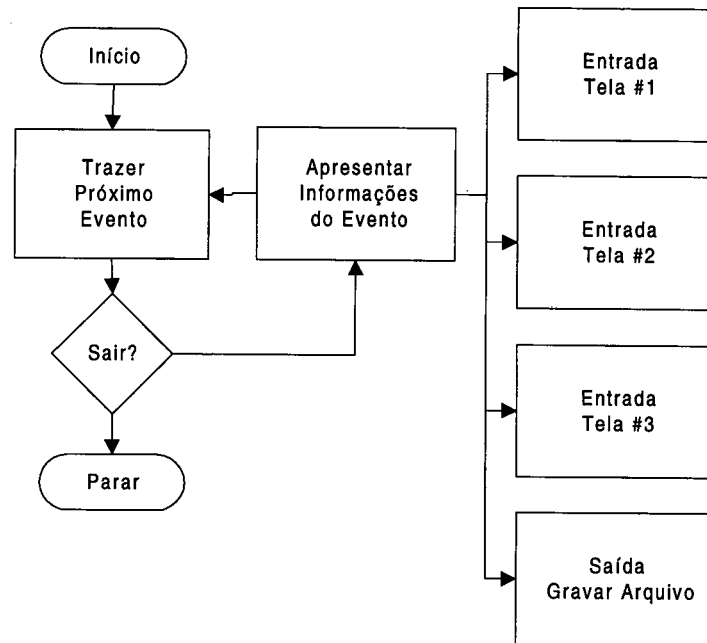 Início
Trazer
Próximo
Evento
Apresentar
Informações
do Evento
Sair?
Parar
Entrada
Tela #1
Entrada
Tela #2
Entrada
Tela #3
Saída
Gravar Arquivo